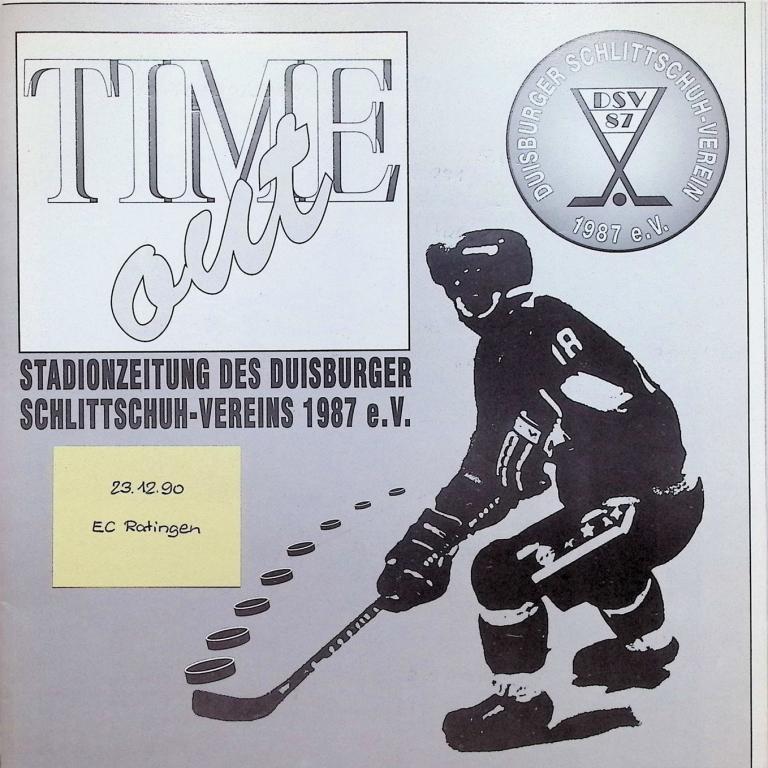 TIME
out
DUISBURGER SCHLITTSCHUH-VEREIN
DSV
87
1987 e.V.
STADIONZEITUNG DES DUISBURGER
SCHLITTSCHUH-VEREINS 1987 e.V.
18
23.12.90
EC Ratingen